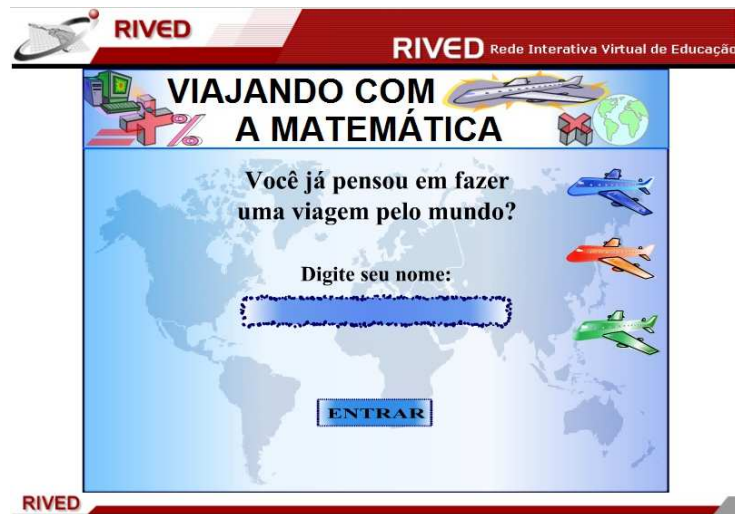 RIVED
RIVED Rede Interativa Virtual de Educação
VIAJANDO COM
A MATEMÁTICA
Você já pensou em fazer
uma viagem pelo mundo?
Digite seu nome:
ENTRAR
RIVED